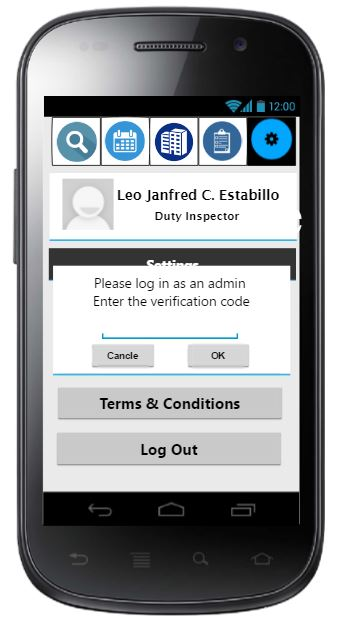 12:00
Leo Janfred C. Estabillo
Duty Inspector
Settings
Please log in as an admin
Enter the verification code
Cancle
OK
Terms & Conditions
Log Out